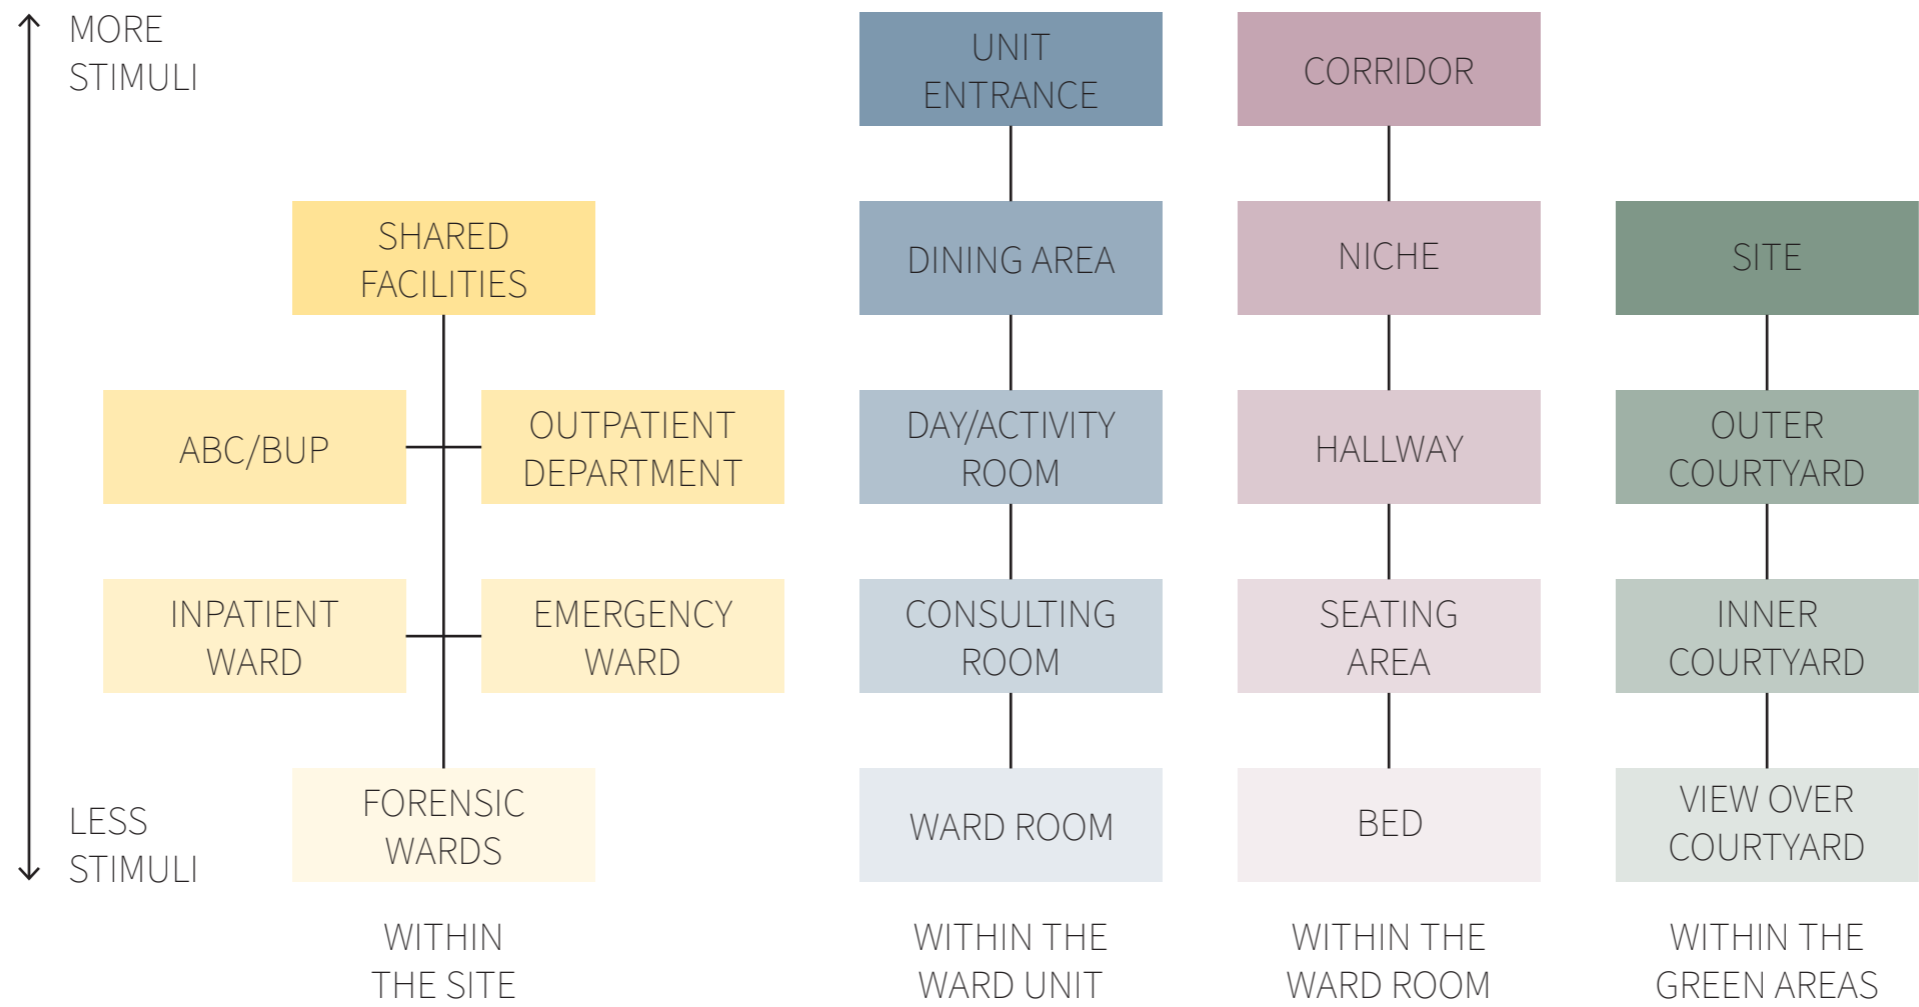 MORE
STIMULI
UNIT
ENTRANCE
CORRIDOR
SHARED
FACILITIES
DINING AREA
NICHE
SITE
ABC/BUP
OUTPATIENT
DEPARTMENT
DAY/ACTIVITY
ROOM
HALLWAY
OUTER
COURTYARD
INPATIENT
WARD
EMERGENCY
WARD
CONSULTING
ROOM
SEATING
AREA
INNER
COURTYARD
LESS
STIMULI
FORENSIC
WARDS
WARD ROOM
BED
VIEW OVER
COURTYARD
WITHIN
THE SITE
WITHIN THE
WARD UNIT
WITHIN THE
WARD ROOM
WITHIN THE
GREEN AREAS